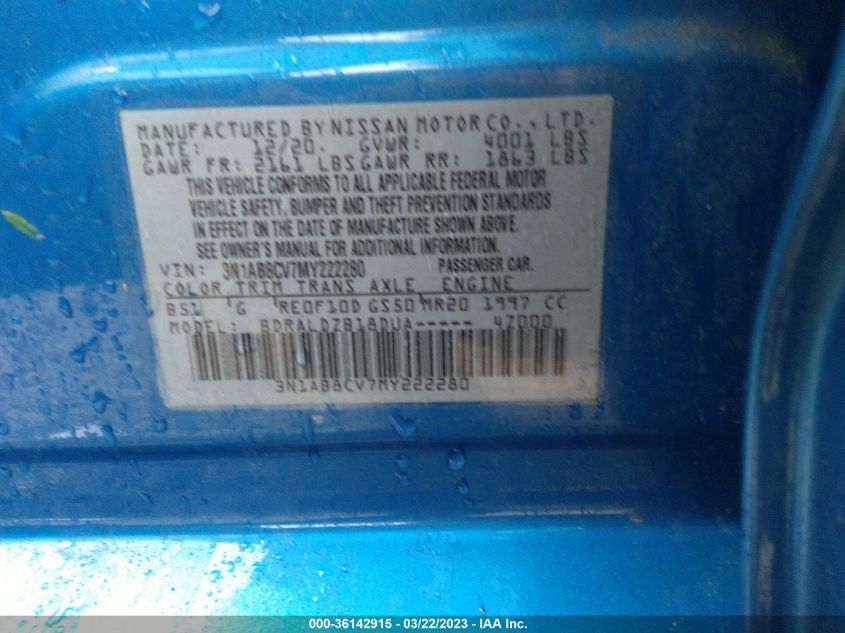 MANUFACTURED BY NISSAN MOTOR CO., LTD.
DATE: 12/20. GVWR: 4001 LBS
GAWR FR: 2161 LBS GAWR RR: 1863 LBS
THIS VEHICLE CONFORMS TO ALL APPLICABLE FEDERAL MOTOR
VEHICLE SAFETY, BUMPER AND THEFT PREVENTION STANDARDS
IN EFFECT ON THE DATE OF MANUFACTURE SHOWN ABOVE.
SEE OWNER'S MANUAL FOR ADDITIONAL INFORMATION.
VIN: 3N1AB8CV7MY222280 PASSENGER CAR.
COLOR TRIM TRANS AXLE ENGINE
B51 G RE0F10D GS50 MR20 1997 CC
MODEL: BDRALDZB18DUA----- 47000
3N1AB8CV7MY222280
000-36142915 - 03/22/2023 - IAA Inc.